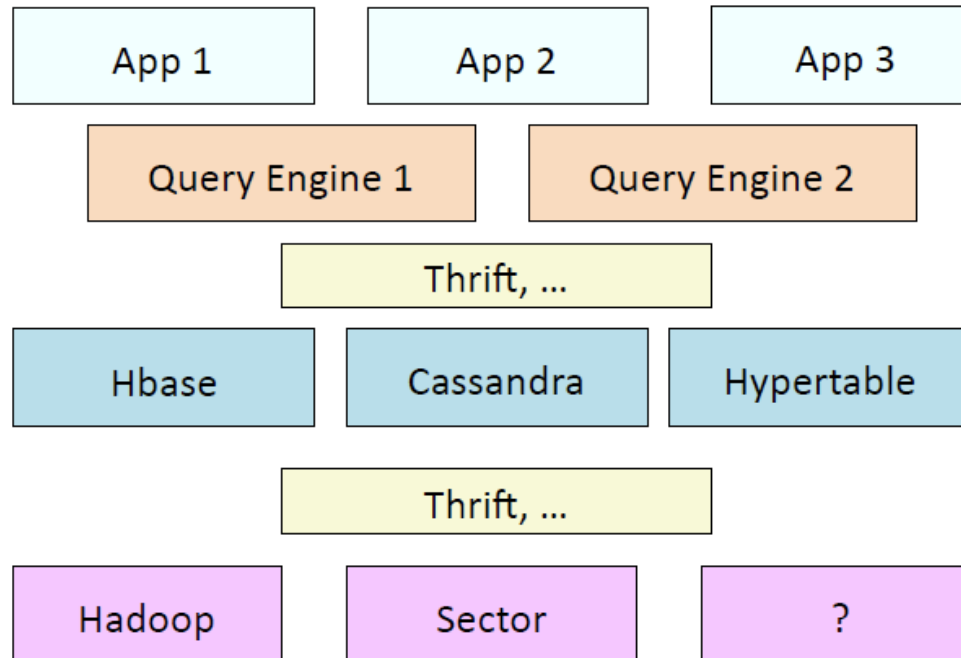 App 1
App 2
App 3
Query Engine 1
Query Engine 2
Thrift, ...
Hbase
Cassandra
Hypertable
Thrift, ...
Hadoop
Sector
?